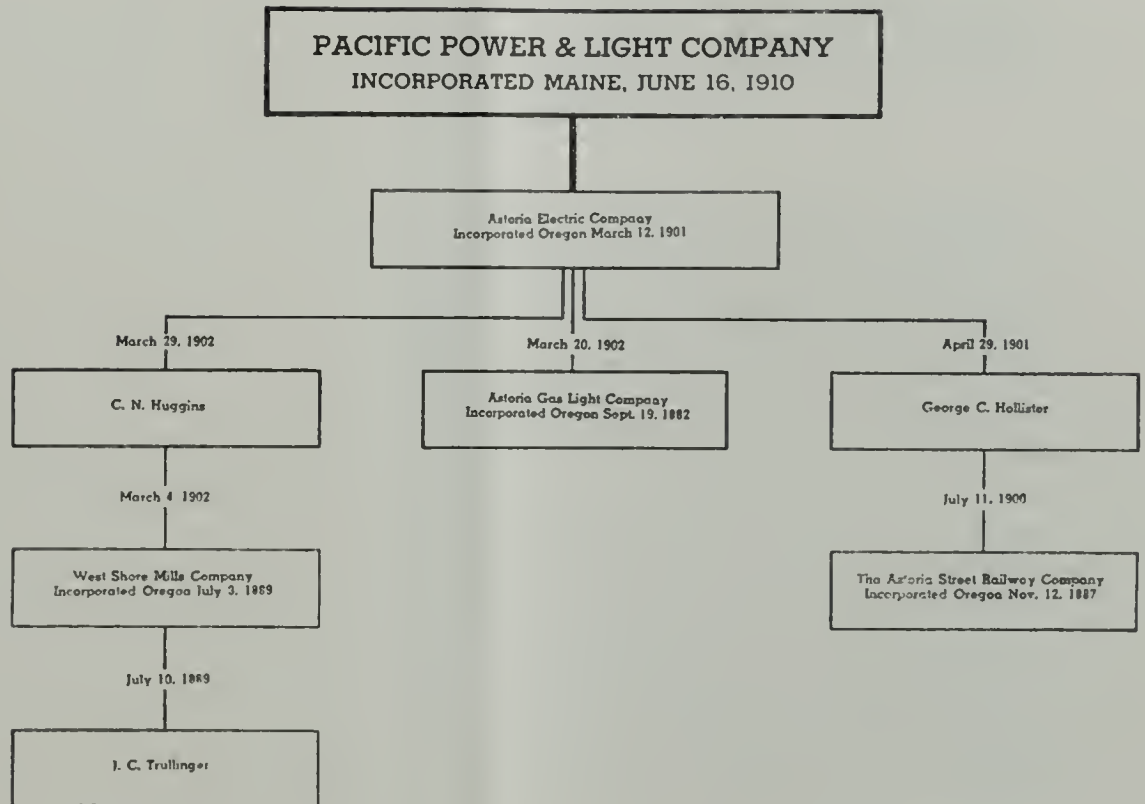 PACIFIC POWER & LIGHT COMPANY
INCORPORATED MAINE, JUNE 16, 1910
Astoria Electric Company
Incorporated Oregon March 12, 1901
March 29, 1902
March 20, 1902
April 29, 1901
C. N. Huggins
Astoria Gas Light Company
Incorporated Oregon Sept. 19, 1882
George C. Hollister
March 4 1902
July 11, 1900
West Shore Mills Company
Incorporated Oregon July 3, 1889
The Astoria Street Railway Company
Incorporated Oregon Nov. 12, 1887
July 10, 1889
J. C. Trullinger